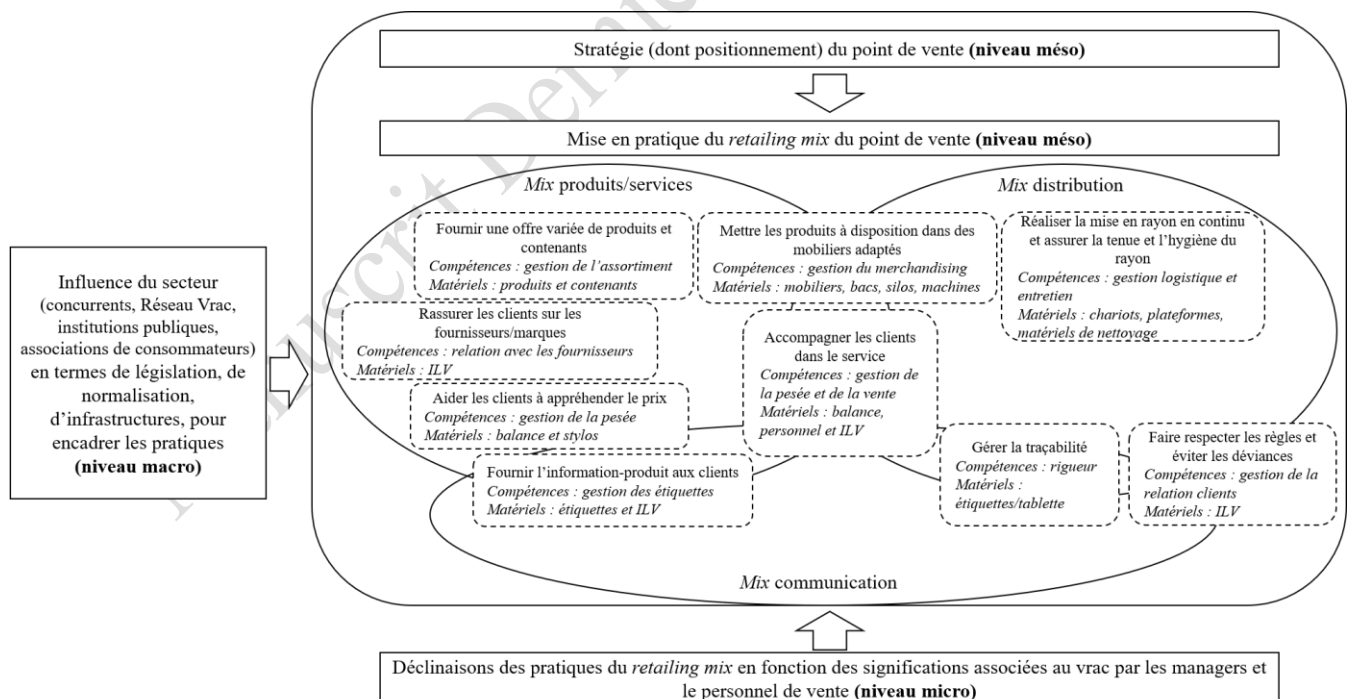 Stratégie (dont positionnement) du point de vente (niveau méso)
Mise en pratique du retailing mix du point de vente (niveau méso)
Mix produits/services
Mix distribution
Influence du secteur
(concurrents, Réseau Vrac,
institutions publiques,
associations de consommateurs)
en termes de législation, de
normalisation,
d’infrastructures, pour
encadrer les pratiques
(niveau macro)
Fournir une offre variée de produits et
contenants
Compétences : gestion de l’assortiment
Matériels : produits et contenants
Mettre les produits à disposition dans des
mobiliers adaptés
Compétences : gestion du merchandising
Matériels : mobiliers, bacs, silos, machines
Réaliser la mise en rayon en continu
et assurer la tenue et l’hygiène du
rayon
Compétences : gestion logistique et
entretien
Matériels : chariots, plateformes,
matériels de nettoyage
Rassurer les clients sur les
fournisseurs/marques
Compétences : relation avec les fournisseurs
Matériels : ILV
Accompagner les clients
dans le service
Compétences : gestion de
la pesée et de la vente
Matériels : balance,
personnel et ILV
Aider les clients à appréhender le prix
Compétences : gestion de la pesée
Matériels : balance et stylos
Fournir l’information-produit aux clients
Compétences : gestion des étiquettes
Matériels : étiquettes et ILV
Gérer la traçabilité
Compétences : rigueur
Matériels :
étiquettes/tablette
Faire respecter les règles et
éviter les déviances
Compétences : gestion de la
relation clients
Matériels : ILV
Mix communication
Déclinaisons des pratiques du retailing mix en fonction des significations associées au vrac par les managers et
le personnel de vente (niveau micro)